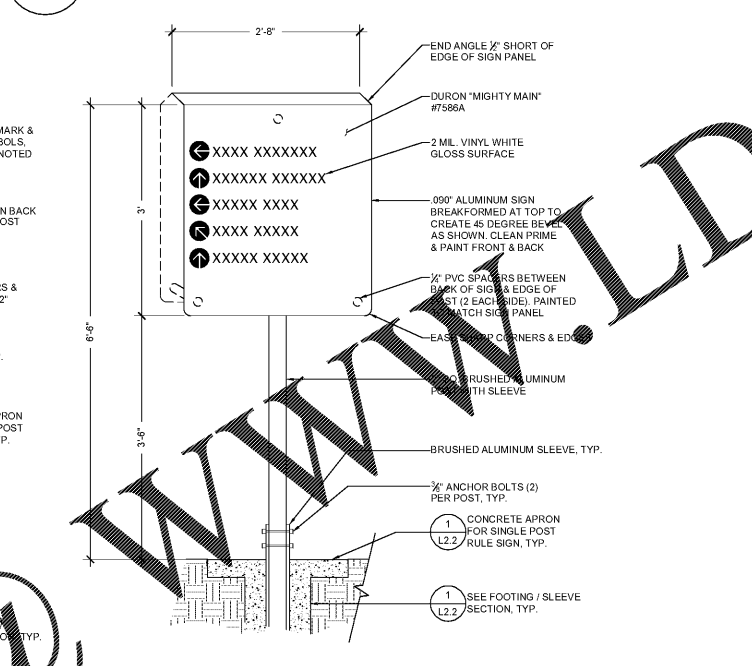 2'-8"
END ANGLE ½" SHORT OF
EDGE OF SIGN PANEL
DURON "MIGHTY MAIN"
#7586A
2 MIL. VINYL WHITE
GLOSS SURFACE
.090" ALUMINUM SIGN
BREAKFORMED AT TOP TO
CREATE 45 DEGREE BEVEL
AS SHOWN. CLEAN PRIME
& PAINT FRONT & BACK
PVC SPACERS BETWEEN
BACK OF SIGN & EDGE OF
POST (2 EACH SIDE). PAINTED
TO MATCH SIGN PANEL
EASE SHARP CORNERS & EDGES
SQ. BRUSHED ALUMINUM
POST WITH SLEEVE
BRUSHED ALUMINUM SLEEVE, TYP.
⅜" ANCHOR BOLTS (2)
PER POST, TYP.
1
L2.2
CONCRETE APRON
FOR SINGLE POST
RULE SIGN, TYP.
1
L2.2
SEE FOOTING / SLEEVE
SECTION, TYP.
XXXX XXXXXXX
XXXXXX XXXXXX
XXXXX XXXX
XXXX XXXXX
XXXXX XXXXX
3'
6'-6"
3'-6"
MARK &
BOLS,
NOTED
N BACK
OST
RS &
2"
APRON
POST
P.
TYP.
WWW.LD